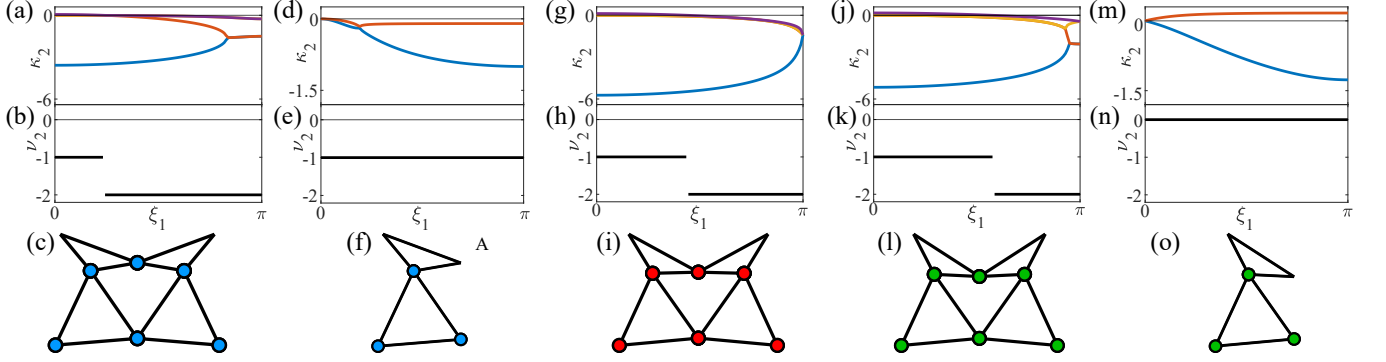 (a) (d) (g) (j) (m)
0 0 0 0 0
κ₂ κ₂ κ₂ κ₂ κ₂
-6 -1.5 -6 -6 -1.5
(b) (e) (h) (k) (n)
0 0 0 0 0
ν₂ ν₂ ν₂ ν₂ ν₂
-1 -1 -1 -1 -1
-2 -2 -2 -2 -2
0 ξ₁ π 0 ξ₁ π 0 ξ₁ π 0 ξ₁ π 0 ξ₁ π
(c) (f) A (i) (l) (o)